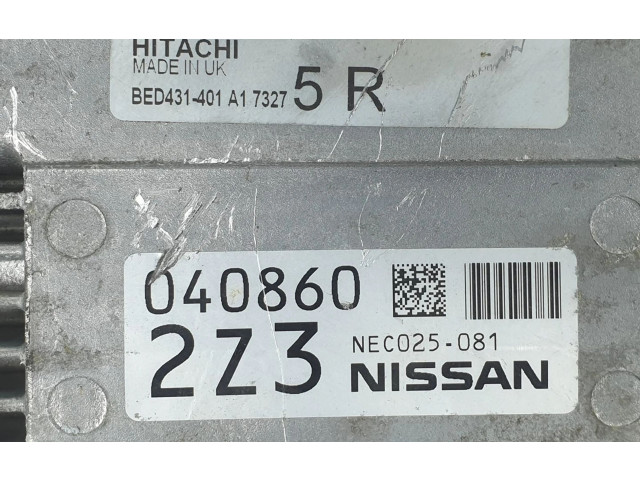 HITACHI
MADE IN UK
BED431-401 A1 7327 5 R
040860
2Z3 NEC025-081
NISSAN